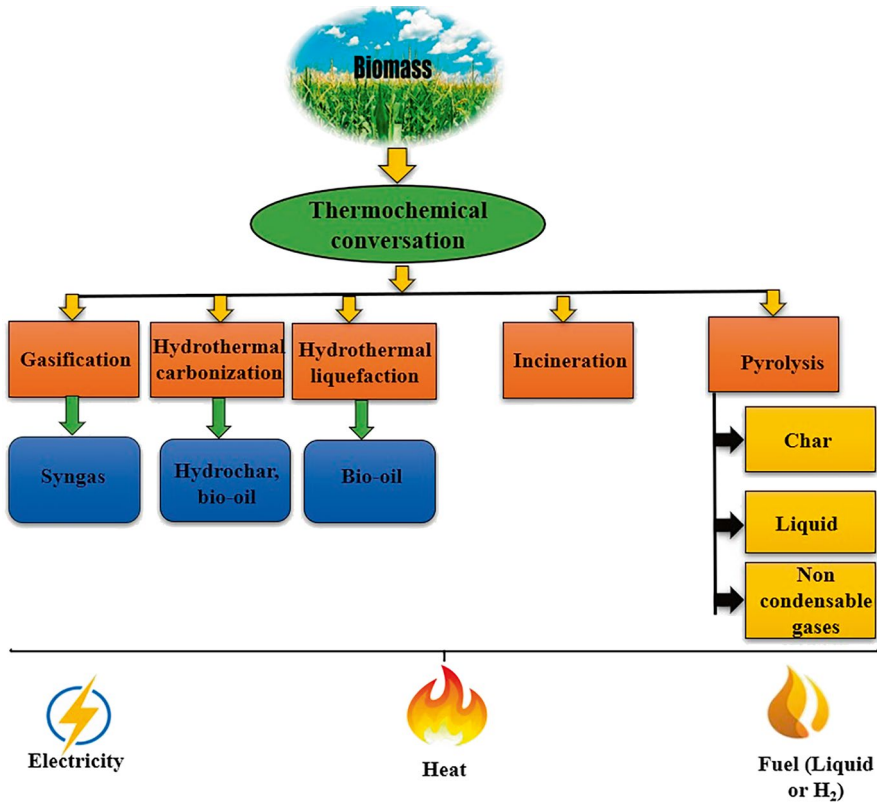 Biomass
Thermochemical
conversation
Gasification
Hydrothermal
carbonization
Hydrothermal
liquefaction
Incineration
Pyrolysis
Syngas
Hydrochar,
bio-oil
Bio-oil
Char
Liquid
Non
condensable
gases
Electricity
Heat
Fuel (Liquid
or H₂)